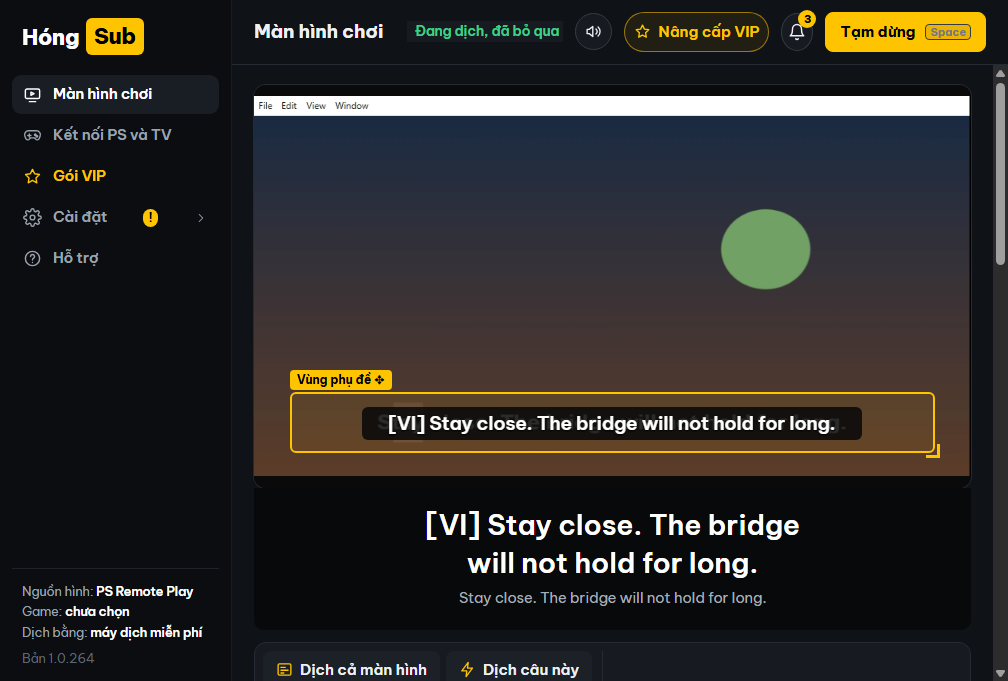 Hóng Sub
Màn hình chơi
Kết nối PS và TV
Gói VIP
Cài đặt !
Hỗ trợ
Nguồn hình: PS Remote Play
Game: chưa chọn
Dịch bằng: máy dịch miễn phí
Bản 1.0.264
Màn hình chơi
Đang dịch, đã bỏ qua
Nâng cấp VIP
3
Tạm dừng Space
File Edit View Window
Vùng phụ đề
[VI] Stay close. The bridge will not hold for long.
[VI] Stay close. The bridge
will not hold for long.
Stay close. The bridge will not hold for long.
Dịch cả màn hình
Dịch câu này